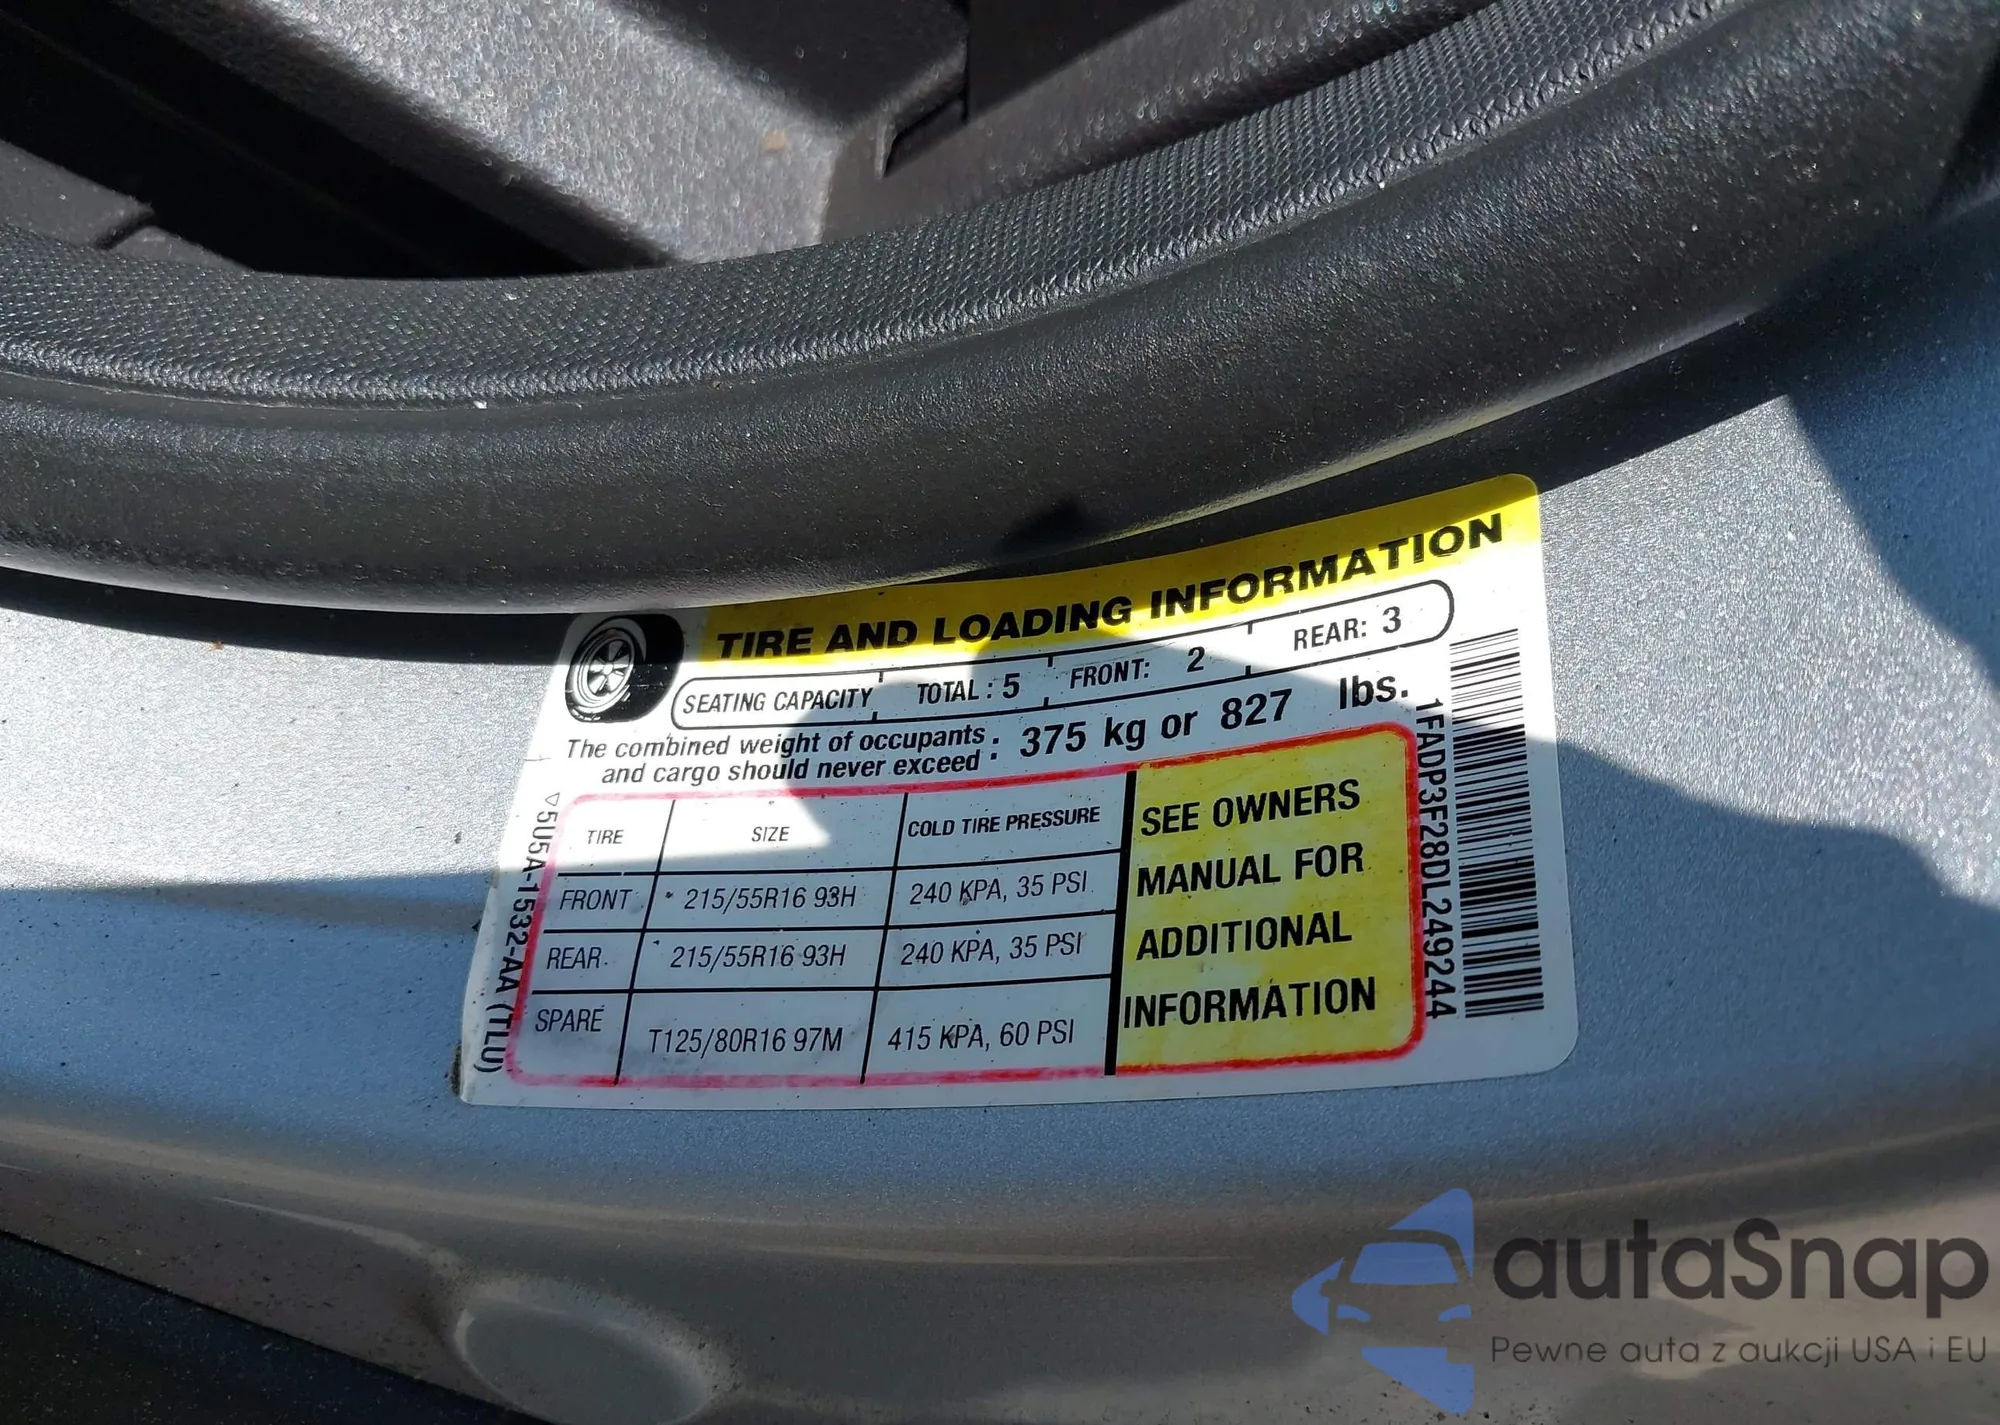 TIRE AND LOADING INFORMATION
SEATING CAPACITY TOTAL : 5 FRONT: 2 REAR: 3
The combined weight of occupants and cargo should never exceed : 375 kg or 827 lbs.
TIRE SIZE COLD TIRE PRESSURE
FRONT 215/55R16 93H 240 KPA, 35 PSI
REAR 215/55R16 93H 240 KPA, 35 PSI
SPARE T125/80R16 97M 415 KPA, 60 PSI
SEE OWNERS
MANUAL FOR
ADDITIONAL
INFORMATION
5U5A-1532-AA (TLU)
1FADP3F28DL249244
autaSnap
Pewne auta z aukcji USA i EU